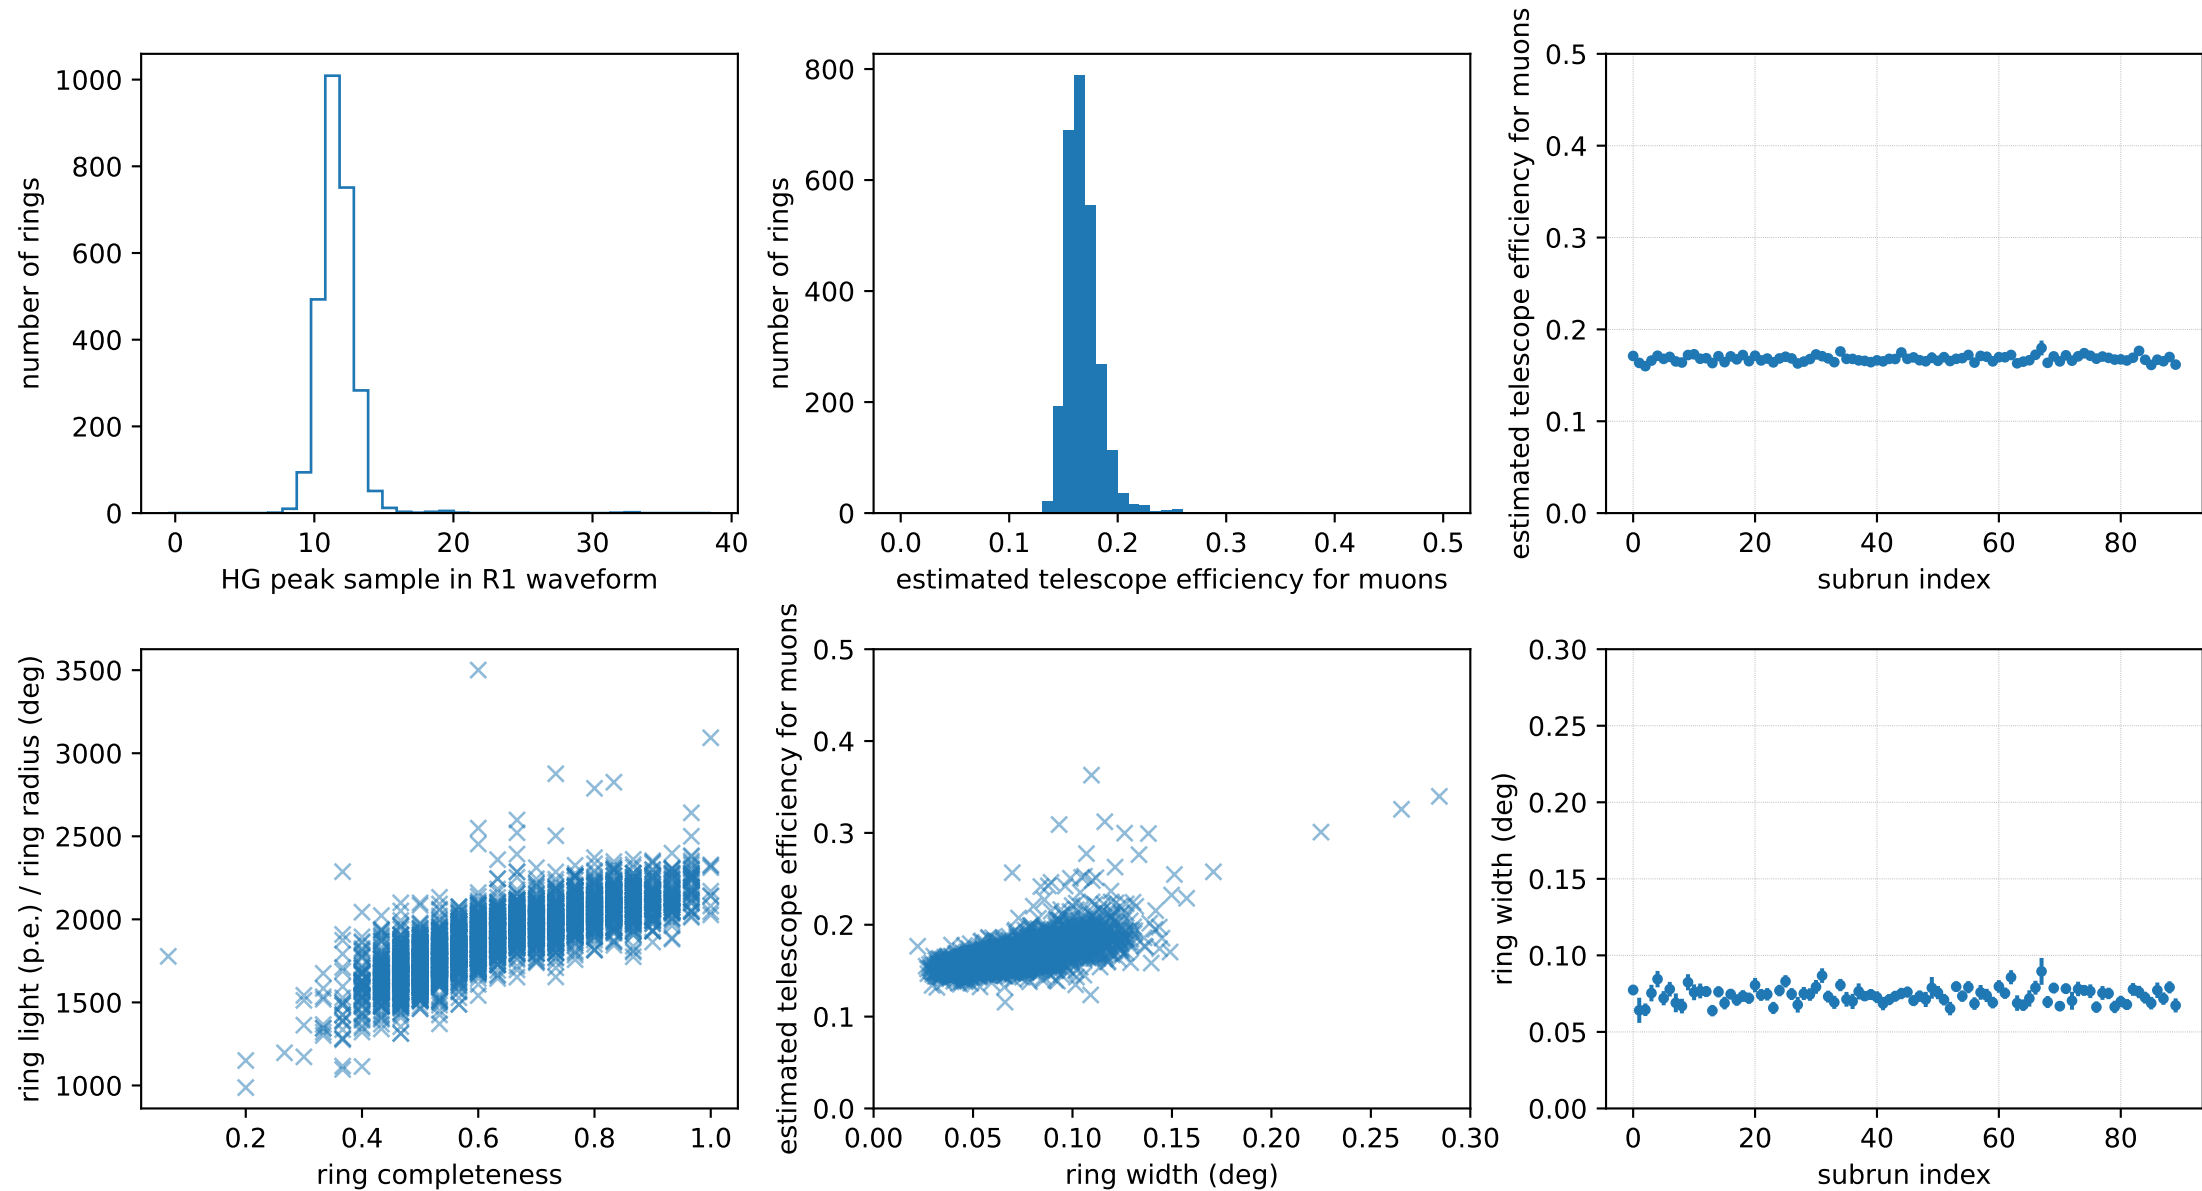 1000
800
600
400
200
0
number of rings
0 10 20 30 40
HG peak sample in R1 waveform
800
600
400
200
0
number of rings
0.0 0.1 0.2 0.3 0.4 0.5
estimated telescope efficiency for muons
0.5
0.4
0.3
0.2
0.1
0.0
estimated telescope efficiency for muons
0 20 40 60 80
subrun index
3500
3000
2500
2000
1500
1000
ring light (p.e.) / ring radius (deg)
0.2 0.4 0.6 0.8 1.0
ring completeness
0.5
0.4
0.3
0.2
0.1
0.0
estimated telescope efficiency for muons
0.00 0.05 0.10 0.15 0.20 0.25 0.30
ring width (deg)
0.30
0.25
0.20
0.15
0.10
0.05
0.00
ring width (deg)
0 20 40 60 80
subrun index